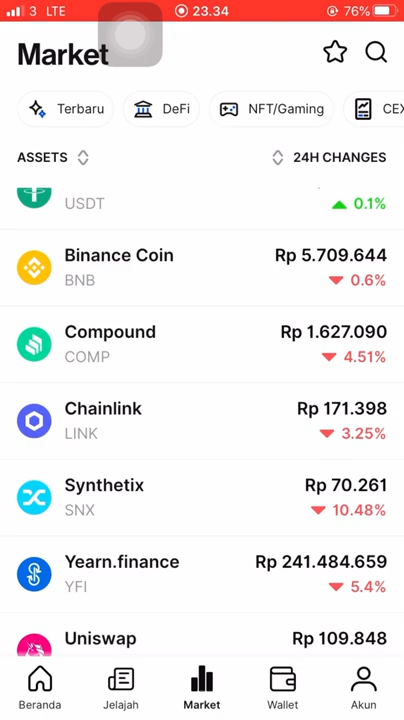 3 LTE 23.34 76%
Market
Terbaru DeFi NFT/Gaming CEX
ASSETS 24H CHANGES
USDT 0.1%
Binance Coin Rp 5.709.644
BNB 0.6%
Compound Rp 1.627.090
COMP 4.51%
Chainlink Rp 171.398
LINK 3.25%
Synthetix Rp 70.261
SNX 10.48%
Yearn.finance Rp 241.484.659
YFI 5.4%
Uniswap Rp 109.848
Beranda Jelajah Market Wallet Akun